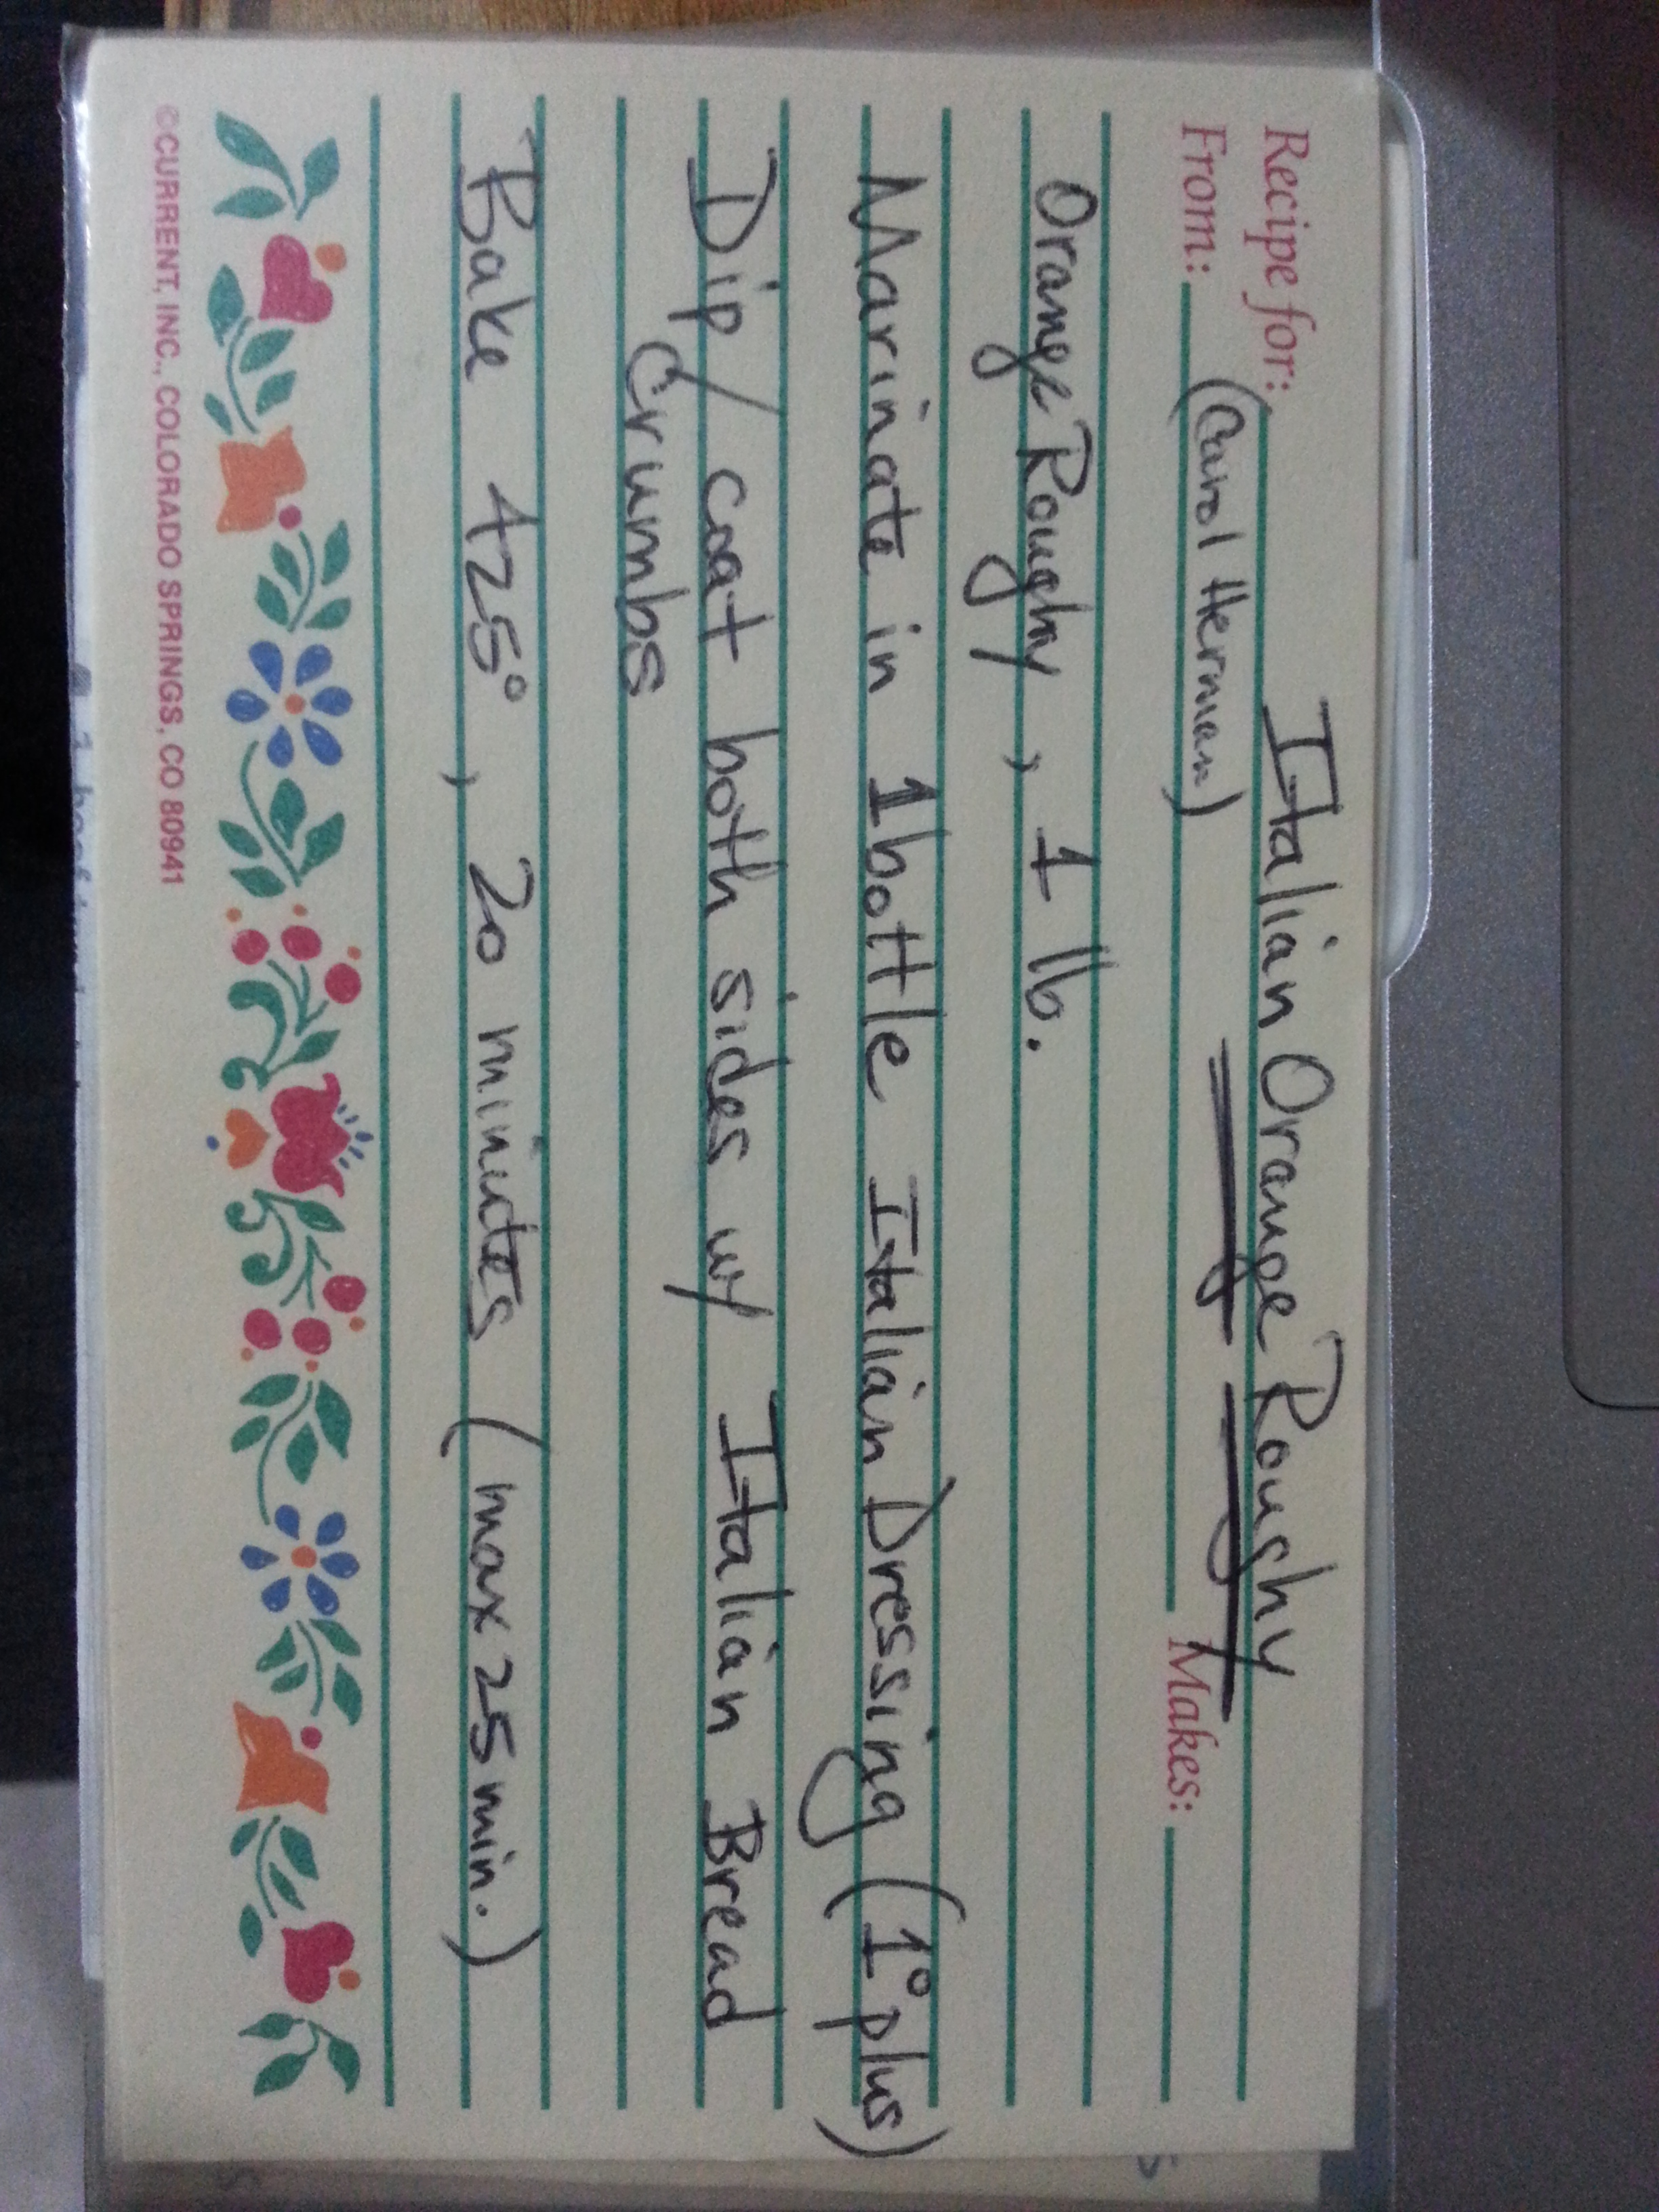 Recipe for: Italian Orange Roughy
From: (Carol Herman) Makes:
Orange Roughy, 1 lb.
Marinate in 1 bottle Italian Dressing (1° plus)
Dip/coat both sides w/ Italian Bread
Crumbs
Bake 425°, 20 minutes (max 25 min.)
©CURRENT, INC., COLORADO SPRINGS, CO 80941